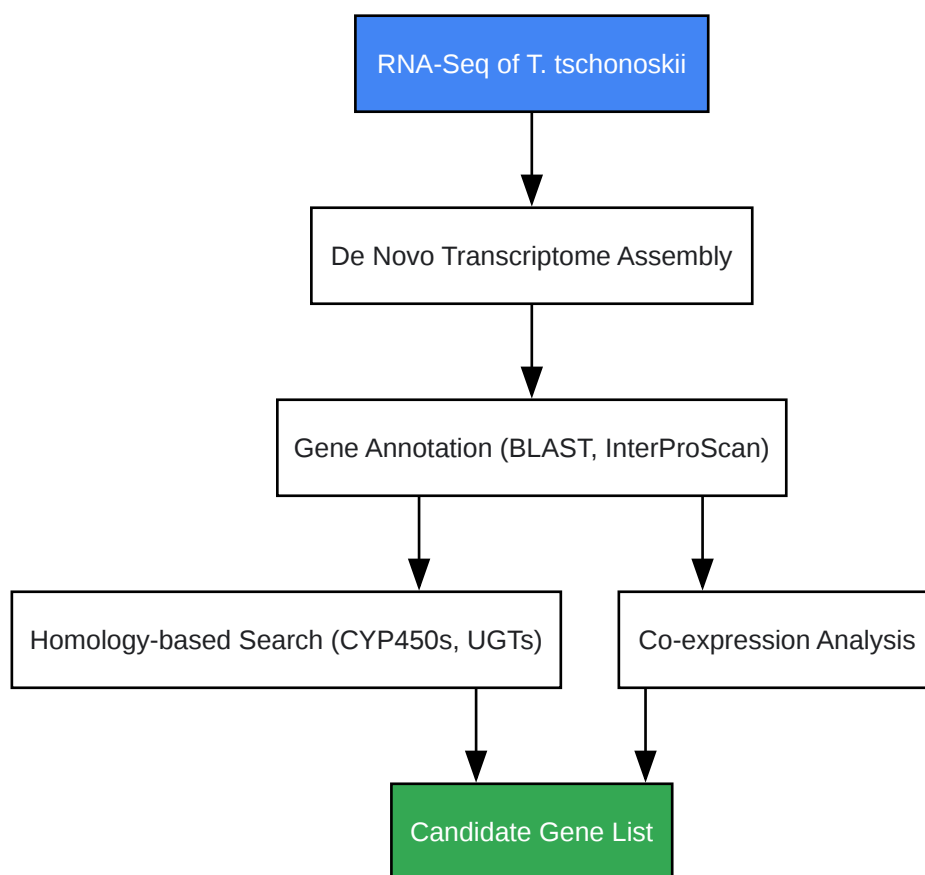 RNA-Seq of T. tschonoskii
De Novo Transcriptome Assembly
Gene Annotation (BLAST, InterProScan)
Homology-based Search (CYP450s, UGTs)
Co-expression Analysis
Candidate Gene List